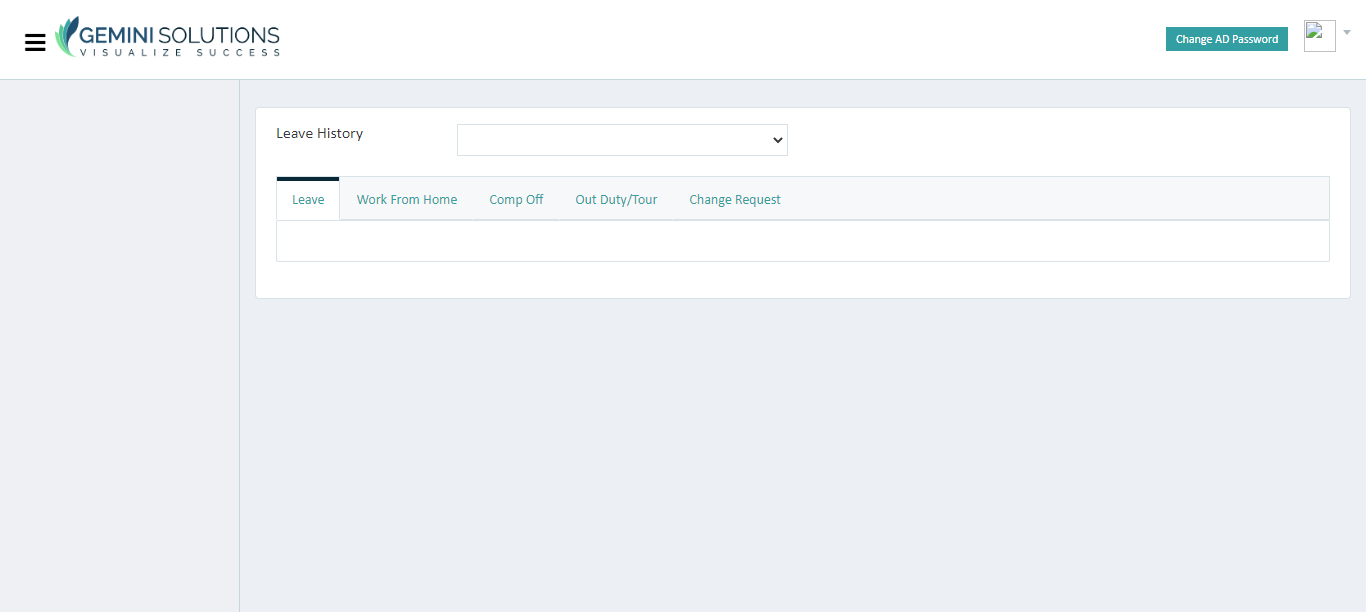 GEMINI SOLUTIONS
VISUALIZE SUCCESS
Change AD Password
Leave History
Leave Work From Home Comp Off Out Duty/Tour Change Request